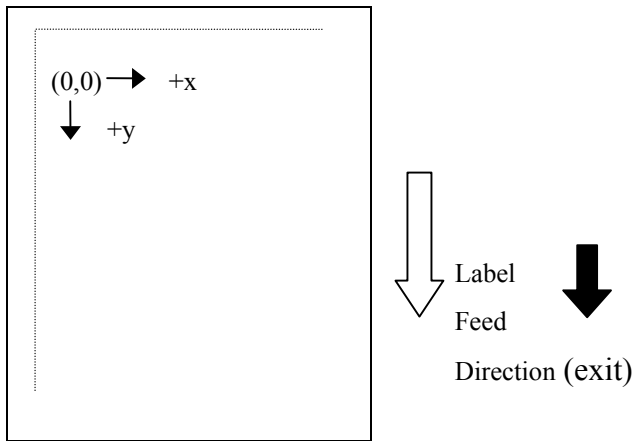 (0,0) +x
+y
Label
Feed
Direction (exit)